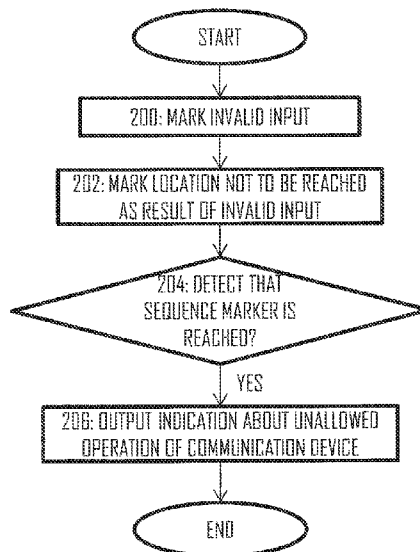 START
200: MARK INVALID INPUT
202: MARK LOCATION NOT TO BE REACHED
AS RESULT OF INVALID INPUT
204: DETECT THAT
SEQUENCE MARKER IS
REACHED?
YES
206: OUTPUT INDICATION ABOUT UNALLOWED
OPERATION OF COMMUNICATION DEVICE
END